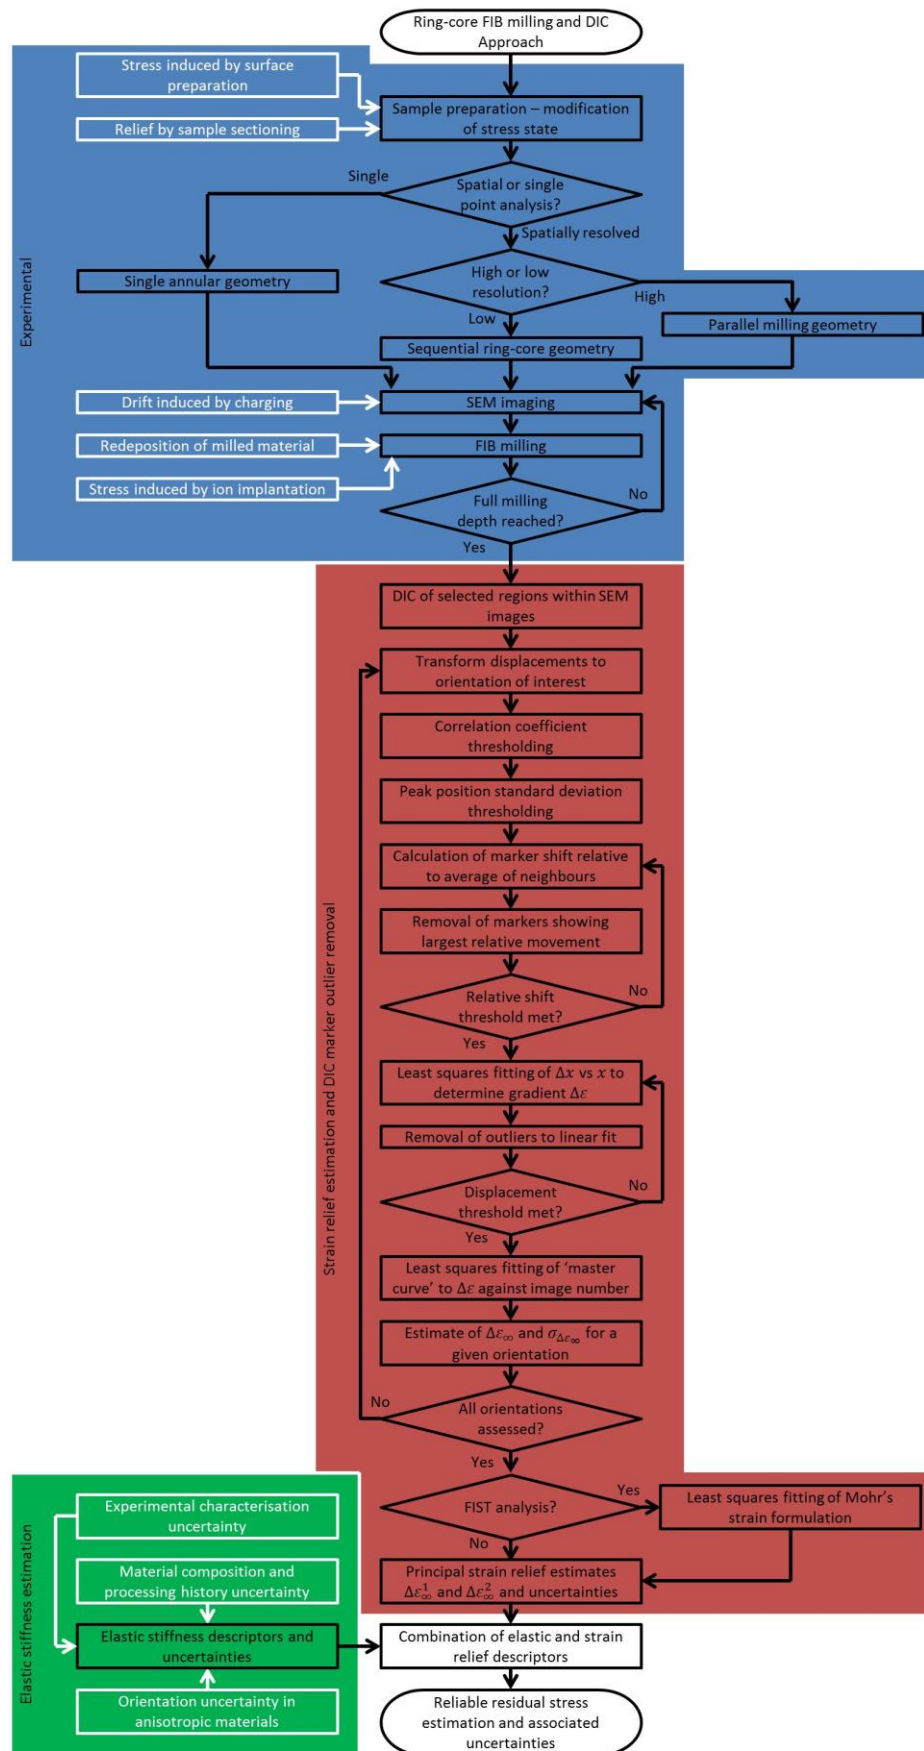 Ring-core FIB milling and DIC
Approach
Stress induced by surface
preparation
Relief by sample sectioning
Sample preparation – modification
of stress state
Single
Spatial or single
point analysis?
Spatially resolved
Experimental
Single annular geometry
High or low
resolution?
High
Low
Parallel milling geometry
Sequential ring-core geometry
Drift induced by charging
SEM imaging
Redeposition of milled material
FIB milling
Stress induced by ion implantation
Full milling
depth reached?
No
Yes
DIC of selected regions within SEM
images
Transform displacements to
orientation of interest
Correlation coefficient
thresholding
Peak position standard deviation
thresholding
Calculation of marker shift relative
to average of neighbours
Removal of markers showing
largest relative movement
Relative shift
threshold met?
No
Yes
Strain relief estimation and DIC marker outlier removal
Least squares fitting of Δx vs x to
determine gradient Δε
Removal of outliers to linear fit
Displacement
threshold met?
No
Yes
Least squares fitting of ‘master
curve’ to Δε against image number
Estimate of Δε∞ and σΔε∞ for a
given orientation
No
All orientations
assessed?
Yes
FIST analysis?
Yes
Least squares fitting of Mohr’s
strain formulation
No
Principal strain relief estimates
Δε¹∞ and Δε²∞ and uncertainties
Elastic stiffness estimation
Experimental characterisation
uncertainty
Material composition and
processing history uncertainty
Elastic stiffness descriptors and
uncertainties
Orientation uncertainty in
anisotropic materials
Combination of elastic and strain
relief descriptors
Reliable residual stress
estimation and associated
uncertainties